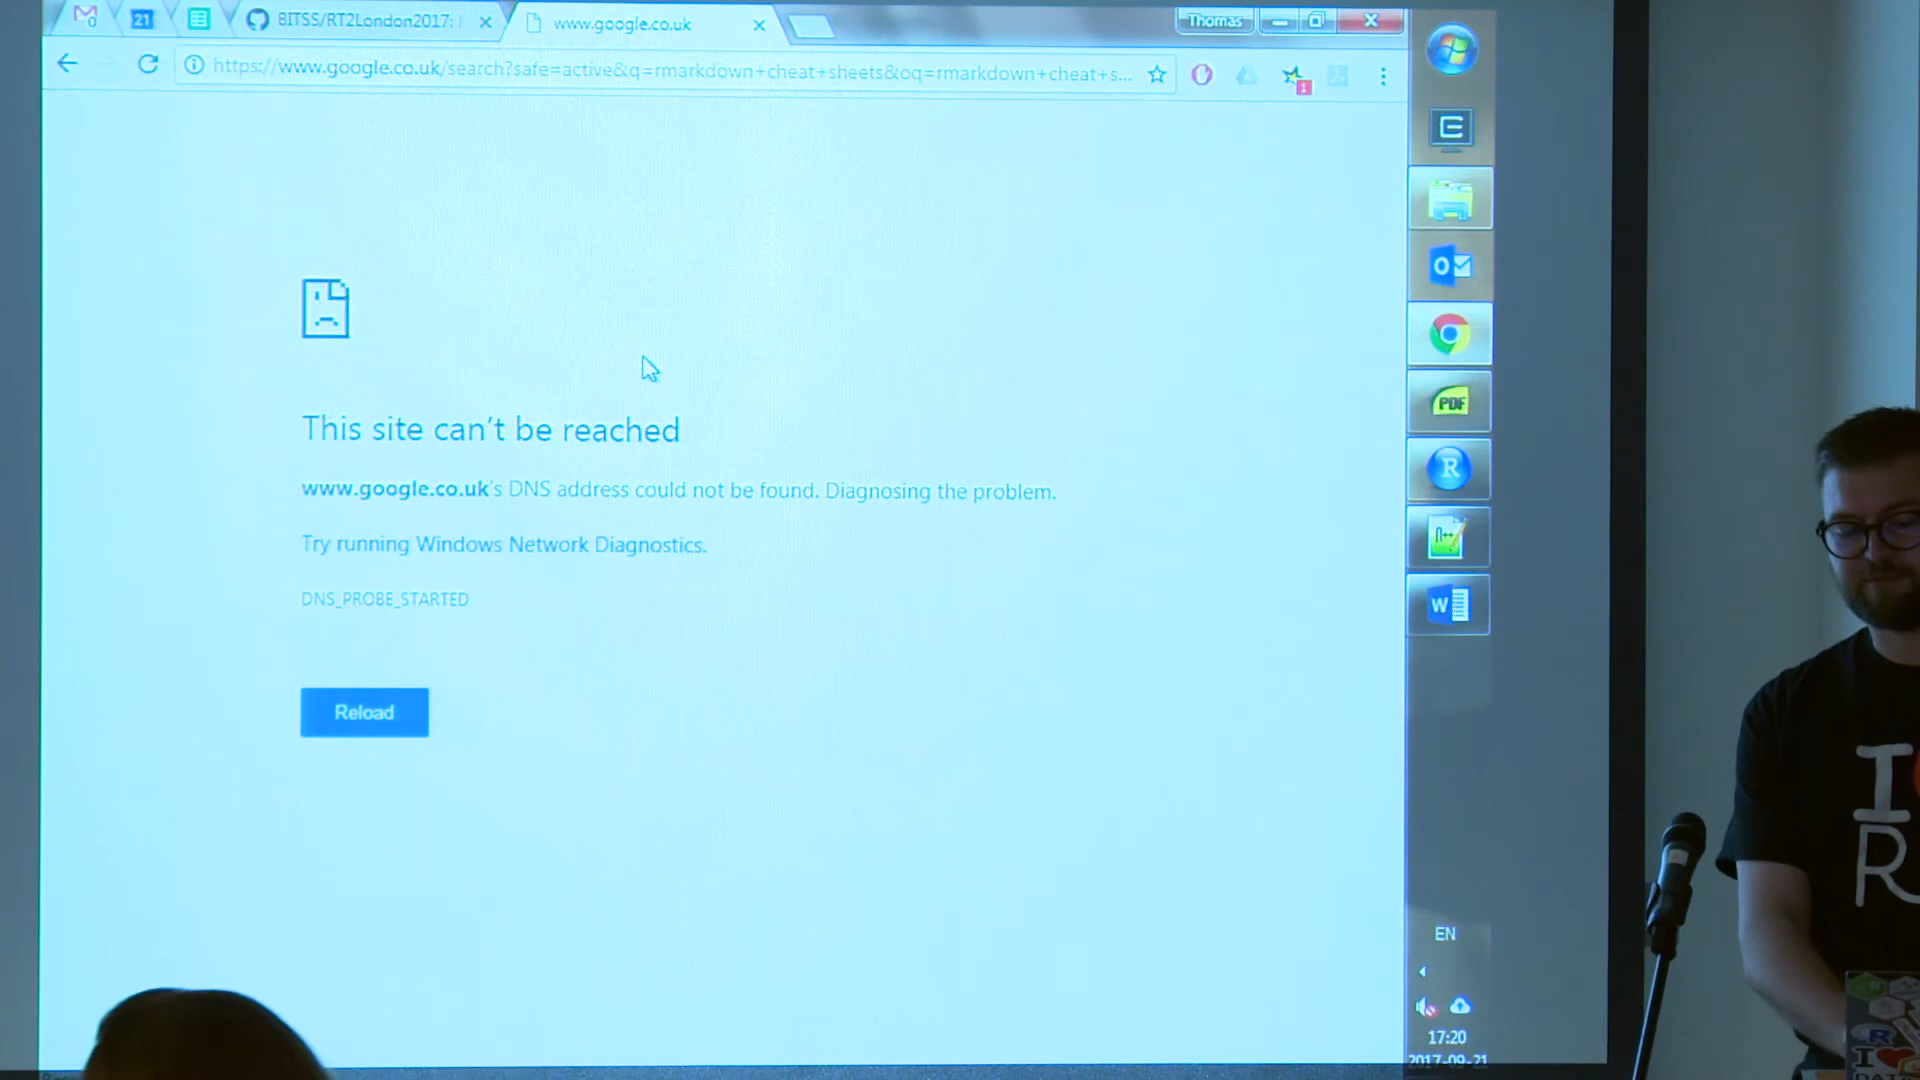 21
BITSS/RT2London2017:
www.google.co.uk
Thomas
https://www.google.co.uk/search?safe=active&q=rmarkdown+cheat+sheets&oq=rmarkdown+cheat+s...
1
This site can't be reached
www.google.co.uk's DNS address could not be found. Diagnosing the problem.
Try running Windows Network Diagnostics.
DNS_PROBE_STARTED
Reload
PDF
R
W
EN
17:20
2017-09-21
I
R
R
I